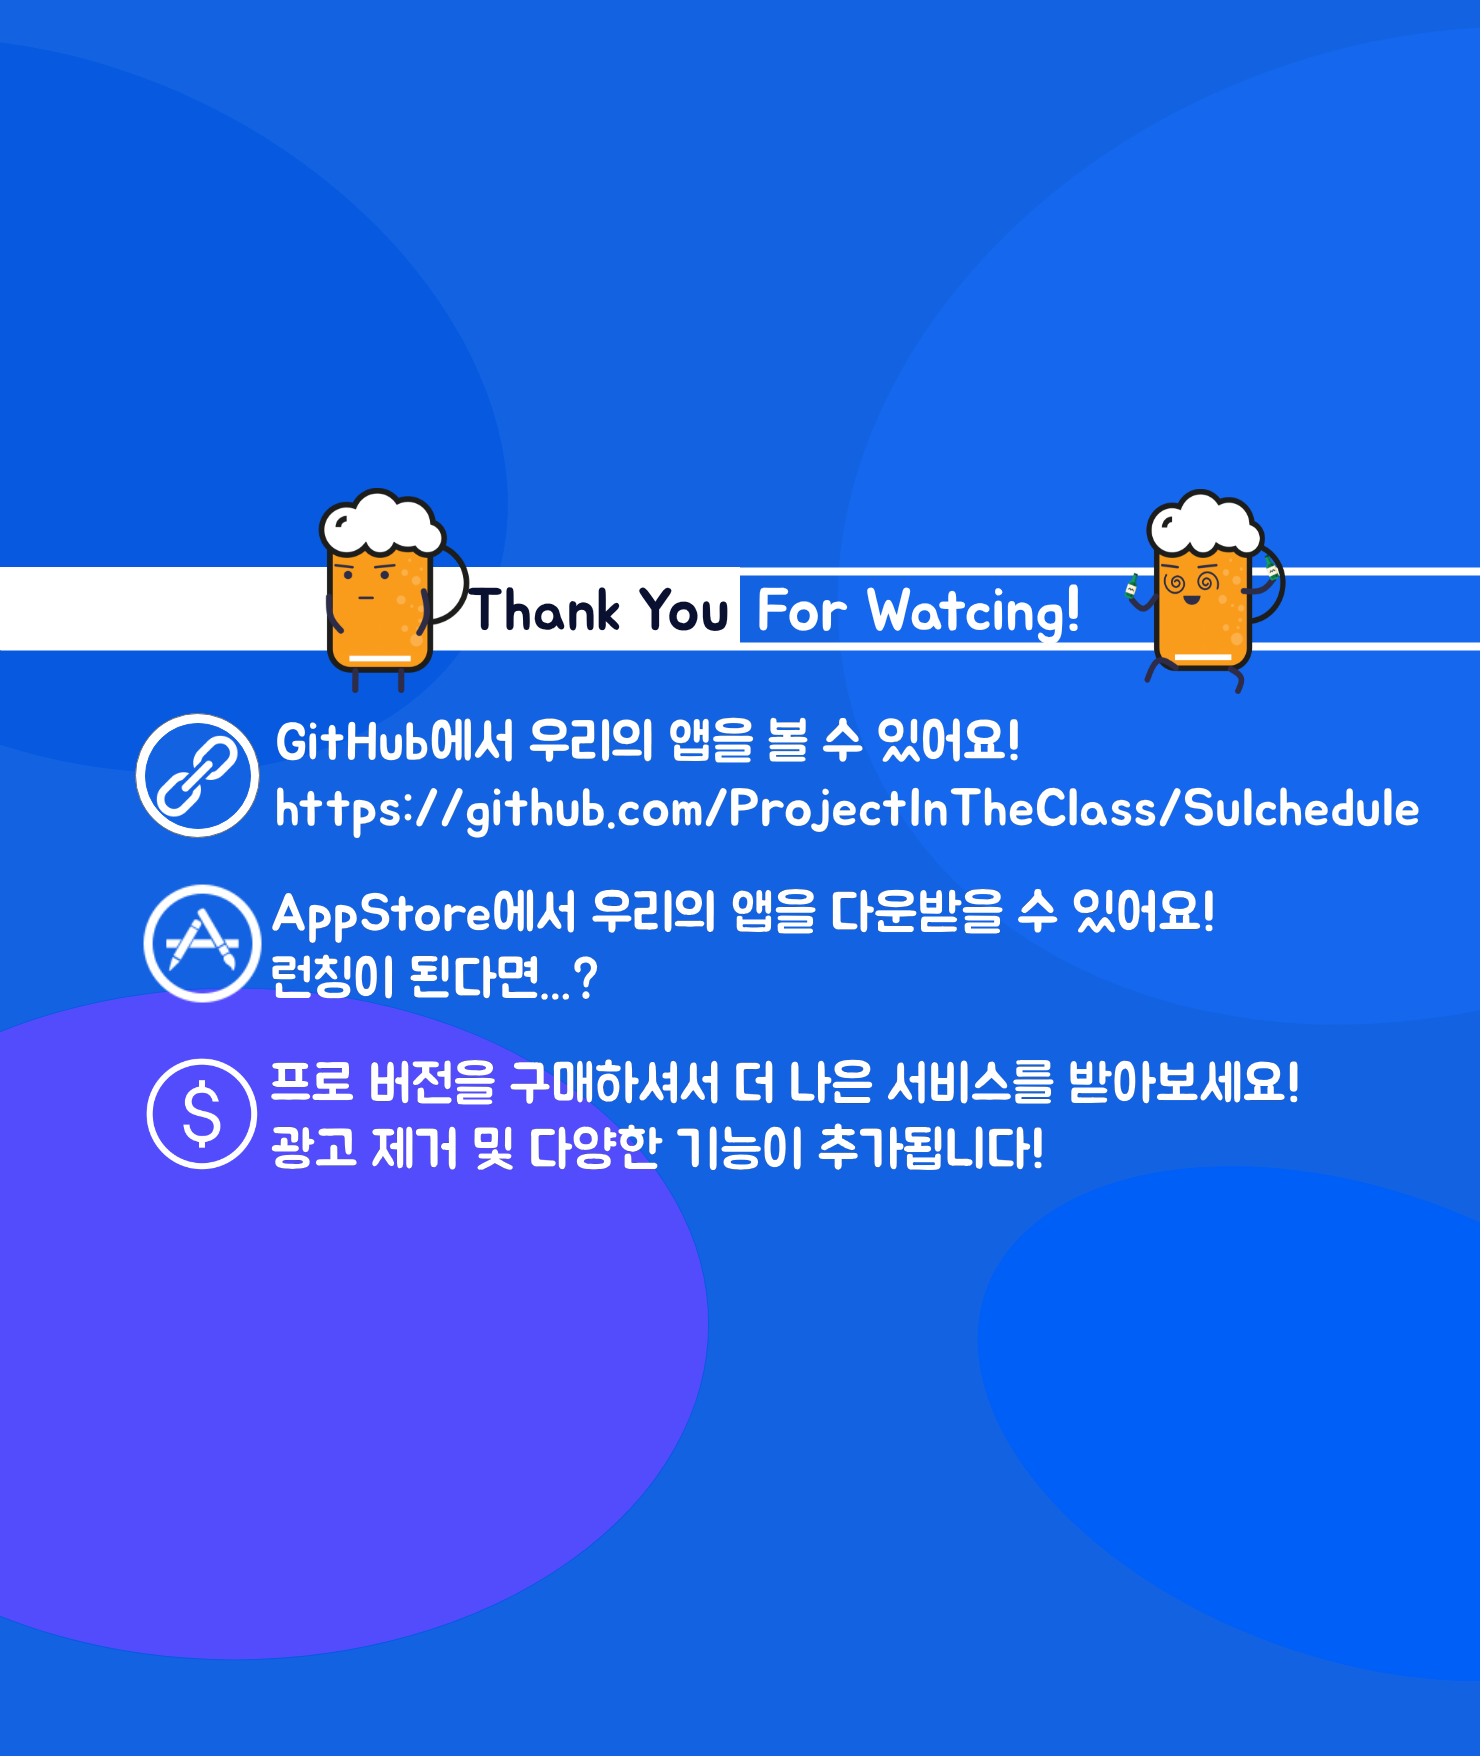 Thank You For Watcing!
GitHub에서 우리의 앱을 볼 수 있어요!
https://github.com/ProjectInTheClass/Sulchedule
AppStore에서 우리의 앱을 다운받을 수 있어요!
런칭이 된다면...?
프로 버전을 구매하셔서 더 나은 서비스를 받아보세요!
광고 제거 및 다양한 기능이 추가됩니다!